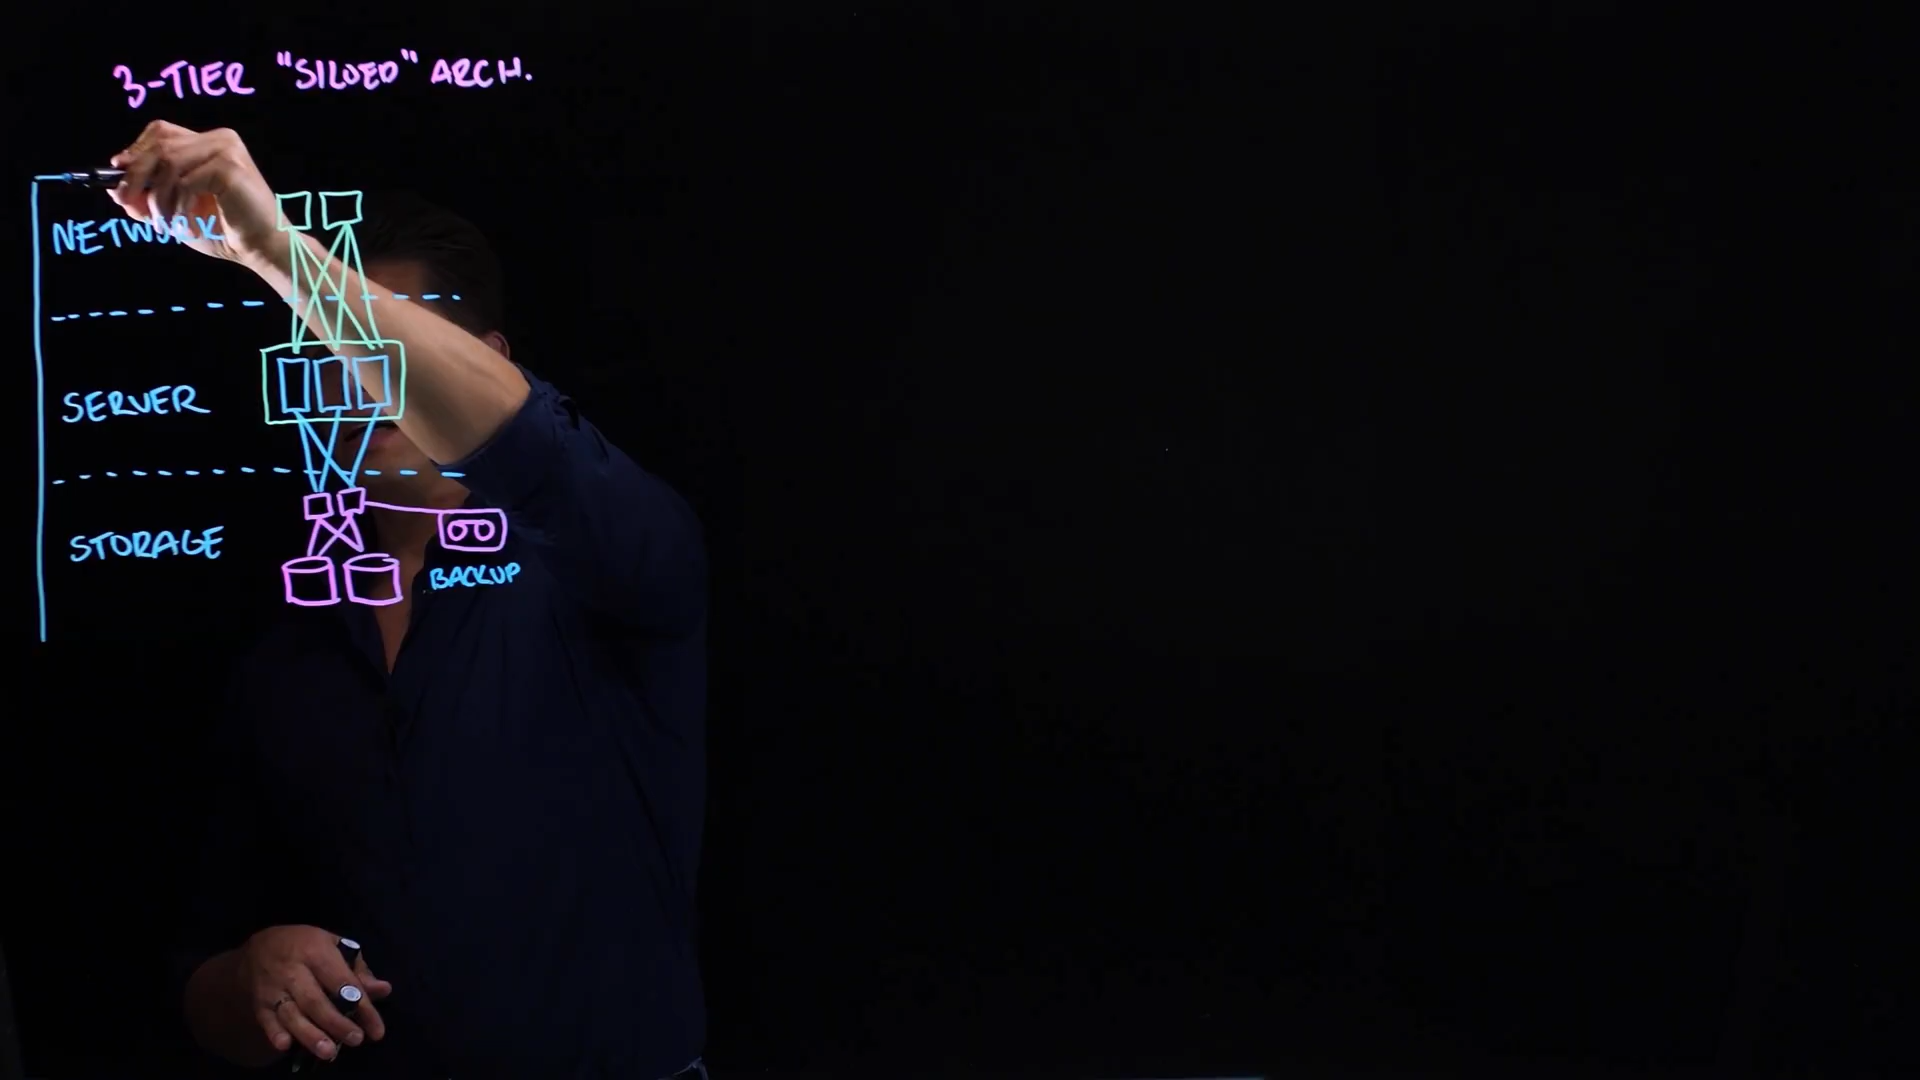 3-TIER "SILOED" ARCH.
NETWORK
SERVER
STORAGE
BACKUP